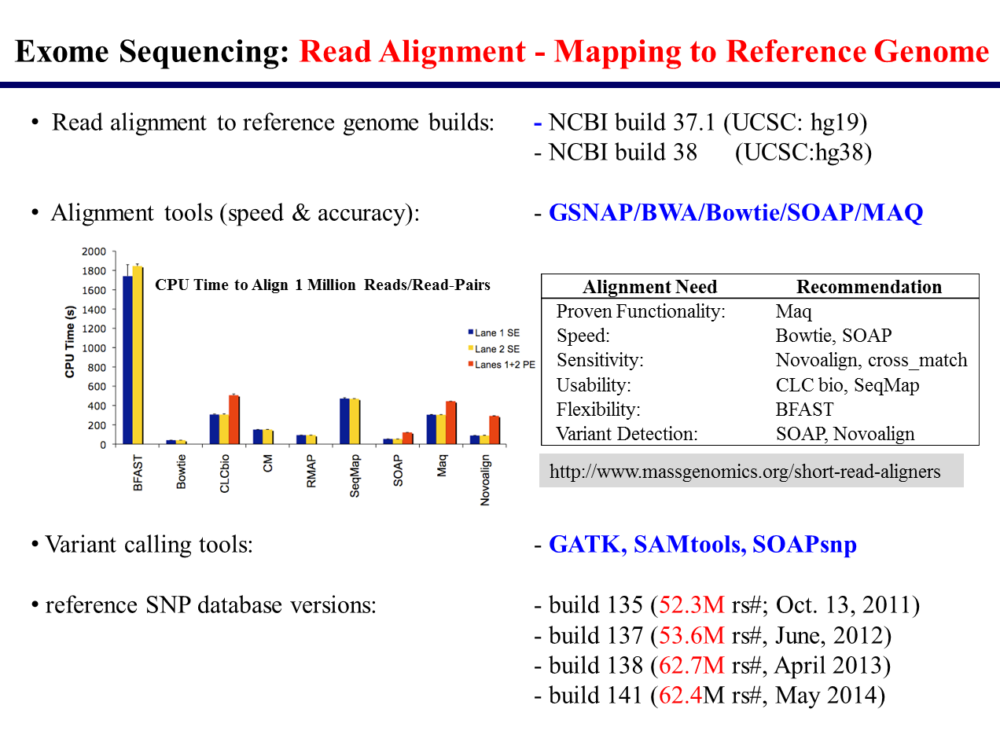 Exome Sequencing: Read Alignment - Mapping to Reference Genome
• Read alignment to reference genome builds: - NCBI build 37.1 (UCSC: hg19)
- NCBI build 38 (UCSC:hg38)
• Alignment tools (speed & accuracy): - GSNAP/BWA/Bowtie/SOAP/MAQ
CPU Time to Align 1 Million Reads/Read-Pairs
CPU Time (s)
2000
1800
1600
1400
1200
1000
800
600
400
200
0
Lane 1 SE
Lane 2 SE
Lanes 1+2 PE
BFAST
Bowtie
CLCbio
CM
RMAP
SeqMap
SOAP
Maq
Novoalign
Alignment Need Recommendation
Proven Functionality: Maq
Speed: Bowtie, SOAP
Sensitivity: Novoalign, cross_match
Usability: CLC bio, SeqMap
Flexibility: BFAST
Variant Detection: SOAP, Novoalign
http://www.massgenomics.org/short-read-aligners
• Variant calling tools: - GATK, SAMtools, SOAPsnp
• reference SNP database versions: - build 135 (52.3M rs#; Oct. 13, 2011)
- build 137 (53.6M rs#, June, 2012)
- build 138 (62.7M rs#, April 2013)
- build 141 (62.4M rs#, May 2014)